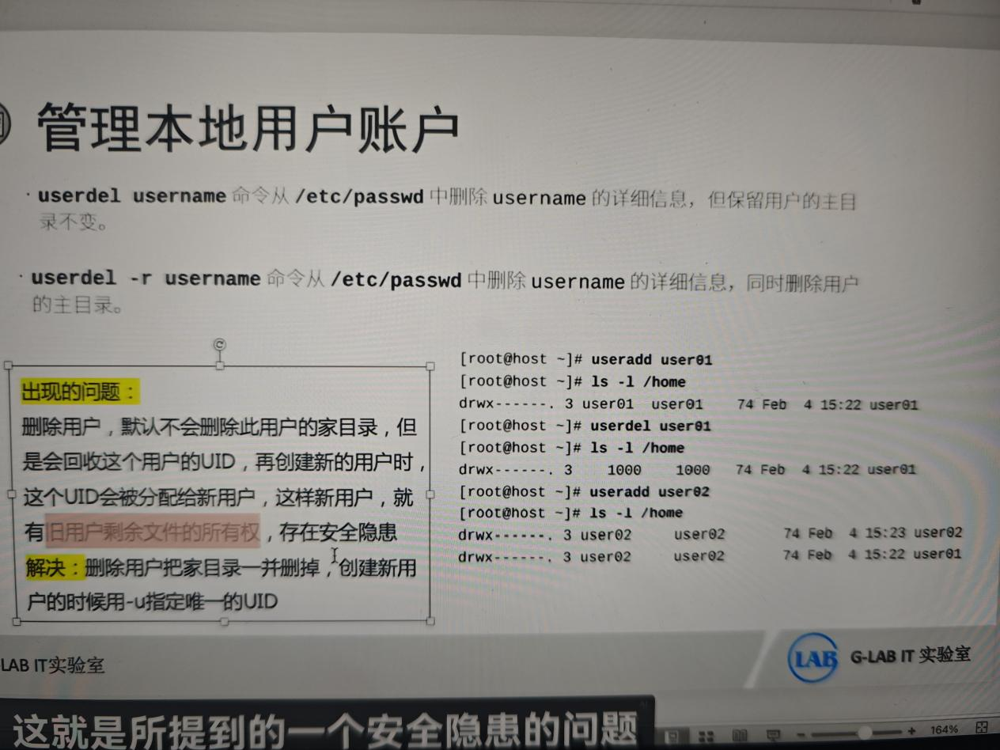 管理本地用户账户
· userdel username 命令从 /etc/passwd 中删除 username 的详细信息，但保留用户的主目
录不变。
· userdel -r username 命令从 /etc/passwd 中删除 username 的详细信息，同时删除用户
的主目录。
出现的问题：
删除用户，默认不会删除此用户的家目录，但
是会回收这个用户的UID，再创建新的用户时，
这个UID会被分配给新用户，这样新用户，就
有旧用户剩余文件的所有权，存在安全隐患
解决：删除用户把家目录一并删掉，创建新用
户的时候用-u指定唯一的UID
[root@host ~]# useradd user01
[root@host ~]# ls -l /home
drwx------. 3 user01 user01 74 Feb 4 15:22 user01
[root@host ~]# userdel user01
[root@host ~]# ls -l /home
drwx------. 3 1000 1000 74 Feb 4 15:22 user01
[root@host ~]# useradd user02
[root@host ~]# ls -l /home
drwx------. 3 user02 user02 74 Feb 4 15:23 user02
drwx------. 3 user02 user02 74 Feb 4 15:22 user01
-LAB IT实验室
LAB G-LAB IT 实验室
这就是所提到的一个安全隐患的问题
164%